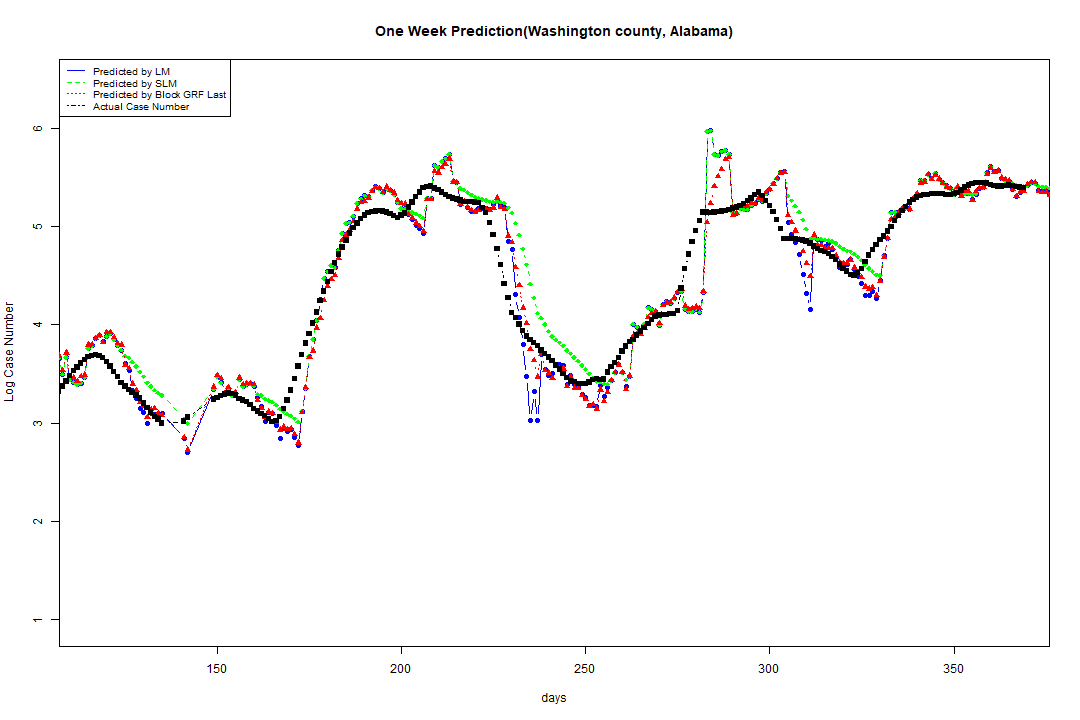 One Week Prediction(Washington county, Alabama)
Predicted by LM
Predicted by SLM
Predicted by Block GRF Last
Actual Case Number
6
5
4
3
2
1
Log Case Number
150 200 250 300 350
days